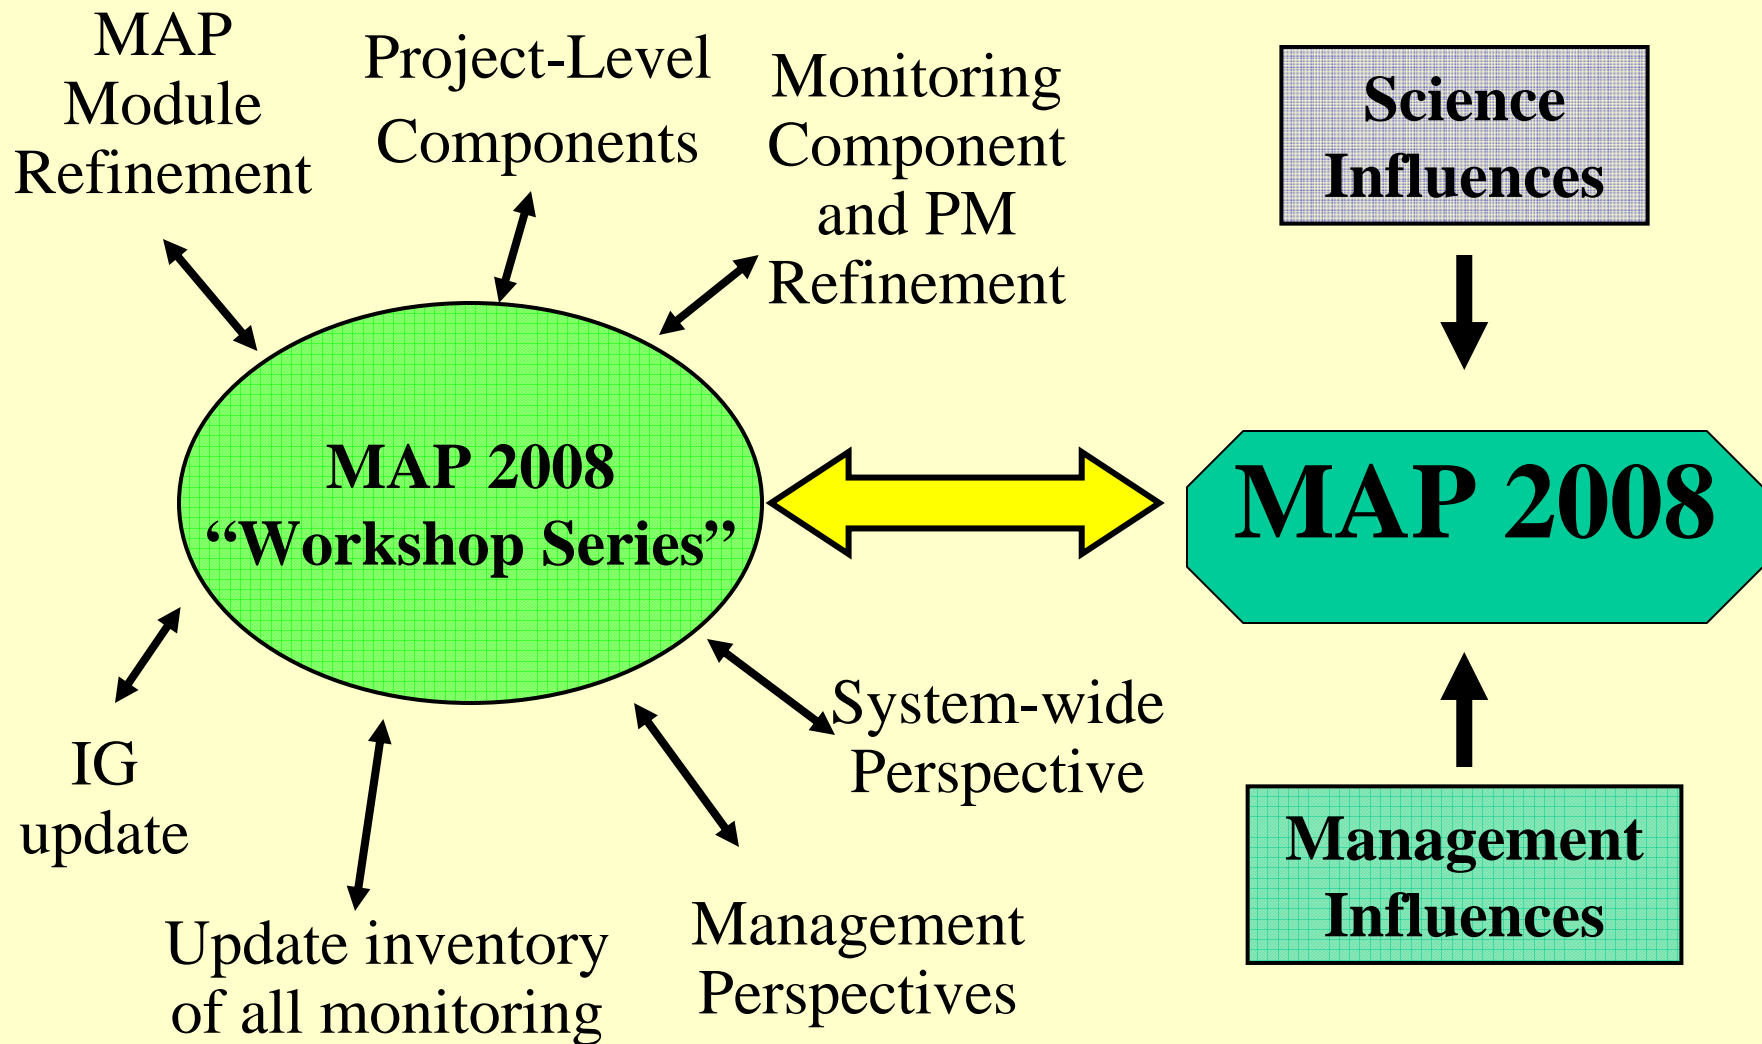 MAP
Module
Refinement
Project-Level
Components
Monitoring
Component
and PM
Refinement
Science
Influences
MAP 2008
“Workshop Series”
MAP 2008
System-wide
Perspective
IG
update
Management
Influences
Update inventory
of all monitoring
Management
Perspectives